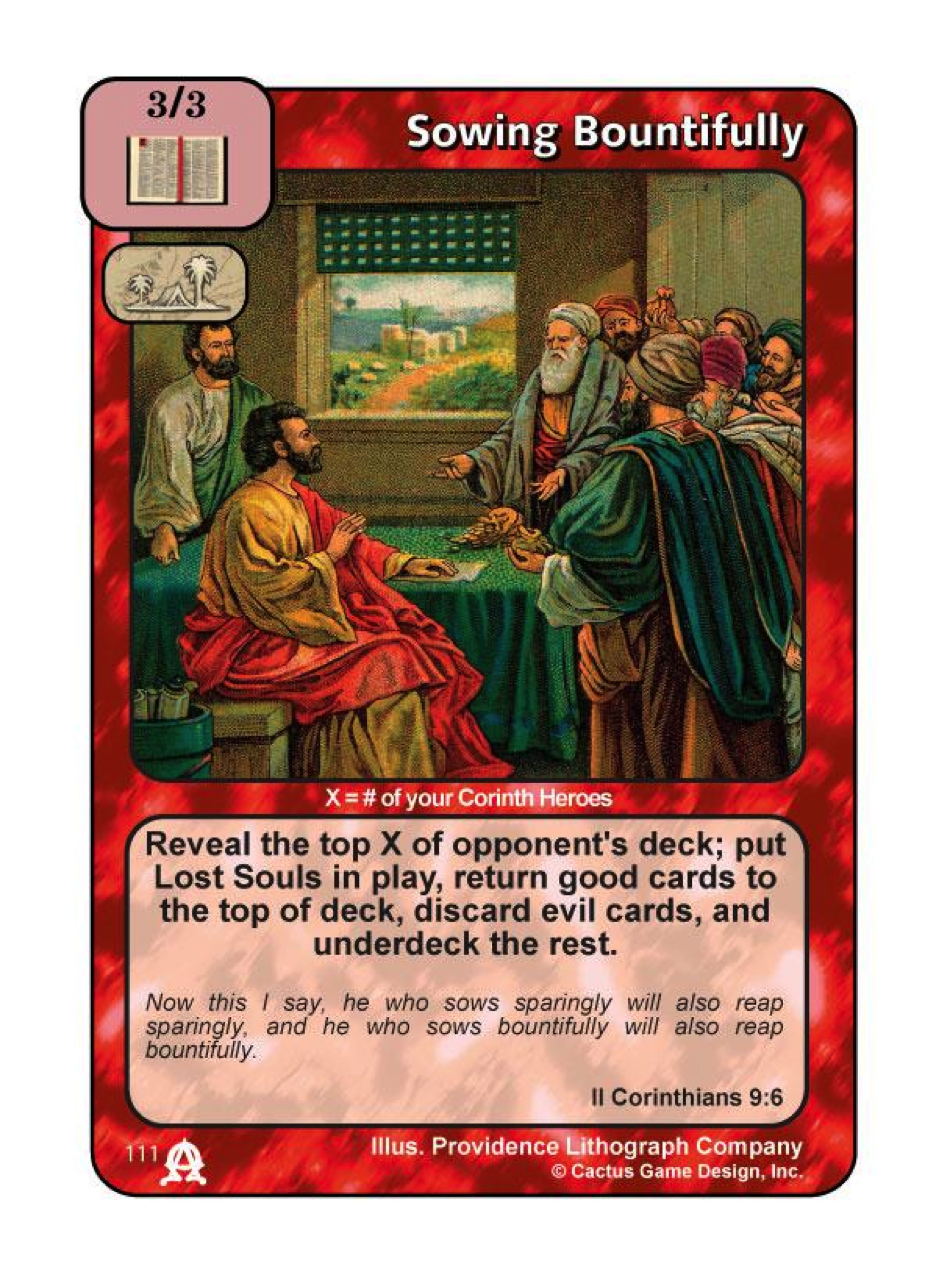 3/3
Sowing Bountifully
X = # of your Corinth Heroes
Reveal the top X of opponent's deck; put
Lost Souls in play, return good cards to
the top of deck, discard evil cards, and
underdeck the rest.
Now this I say, he who sows sparingly will also reap
sparingly, and he who sows bountifully will also reap
bountifully.
II Corinthians 9:6
111
Illus. Providence Lithograph Company
© Cactus Game Design, Inc.